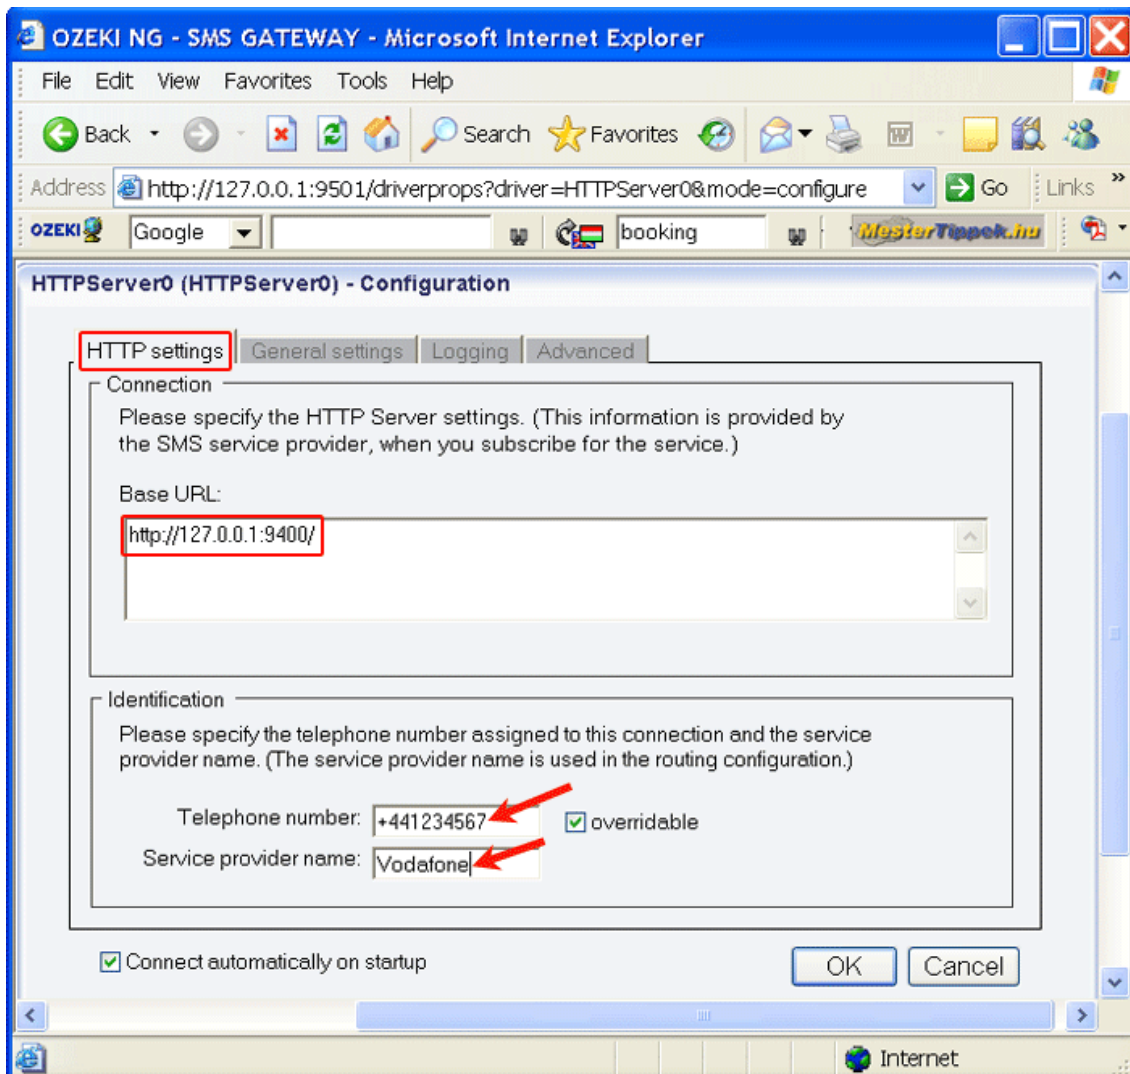 OZEKI NG - SMS GATEWAY - Microsoft Internet Explorer
File Edit View Favorites Tools Help
Back Search Favorites
Address http://127.0.0.1:9501/driverprops?driver=HTTPServer0&mode=configure Go Links »
OZEKI Google booking MesterTippek.hu
HTTPServer0 (HTTPServer0) - Configuration
HTTP settings General settings Logging Advanced
Connection
Please specify the HTTP Server settings. (This information is provided by
the SMS service provider, when you subscribe for the service.)
Base URL:
http://127.0.0.1:9400/
Identification
Please specify the telephone number assigned to this connection and the service
provider name. (The service provider name is used in the routing configuration.)
Telephone number: +441234567 overridable
Service provider name: Vodafone
Connect automatically on startup OK Cancel
Internet